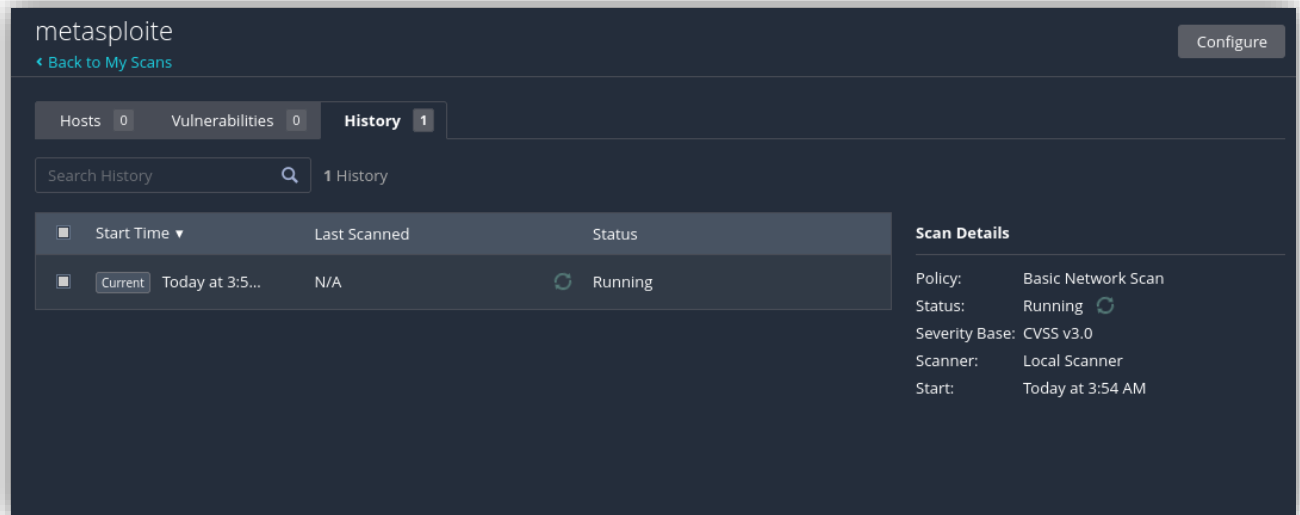 metasploite
Configure
Back to My Scans
Hosts 0 Vulnerabilities 0 History 1
Search History 1 History
Start Time Last Scanned Status
Current Today at 3:5... N/A Running
Scan Details
Policy: Basic Network Scan
Status: Running
Severity Base: CVSS v3.0
Scanner: Local Scanner
Start: Today at 3:54 AM